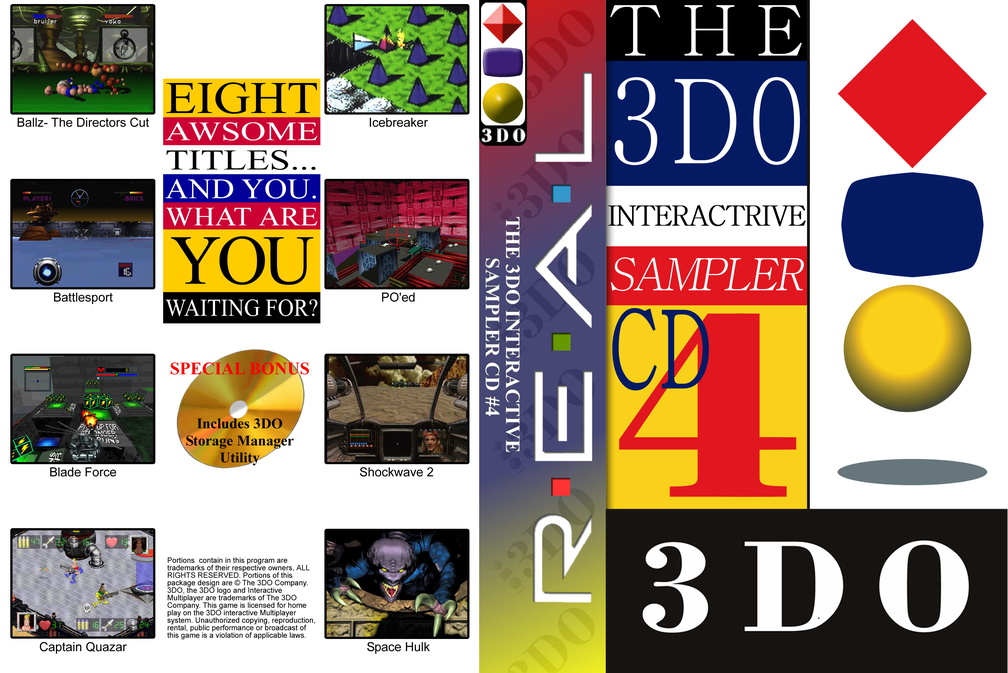 bruiser
yoko
Ballz- The Directors Cut
Icebreaker
EIGHT
AWSOME
TITLES...
AND YOU.
WHAT ARE
YOU
WAITING FOR?
PLAYER1
BRICK
Battlesport
PO'ed
Blade Force
SPECIAL BONUS
Includes 3DO
Storage Manager
Utility
Shockwave 2
Captain Quazar
Portions contain in this program are
trademarks of their respective owners, ALL
RIGHTS RESERVED. Portions of this
package design are © The 3DO Company.
3DO, the 3DO logo and Interactive
Multiplayer are trademarks of The 3DO
Company. This game is licensed for home
play on the 3DO interactive Multiplayer
system. Unauthorized copying, reproduction,
rental, public performance or broadcast of
this game is a violation of applicable laws.
Space Hulk
3DO
THE 3DO INTERACTIVE
SAMPLER CD #4
R·E·A·L
THE
3DO
INTERACTRIVE
SAMPLER
CD
4
3DO